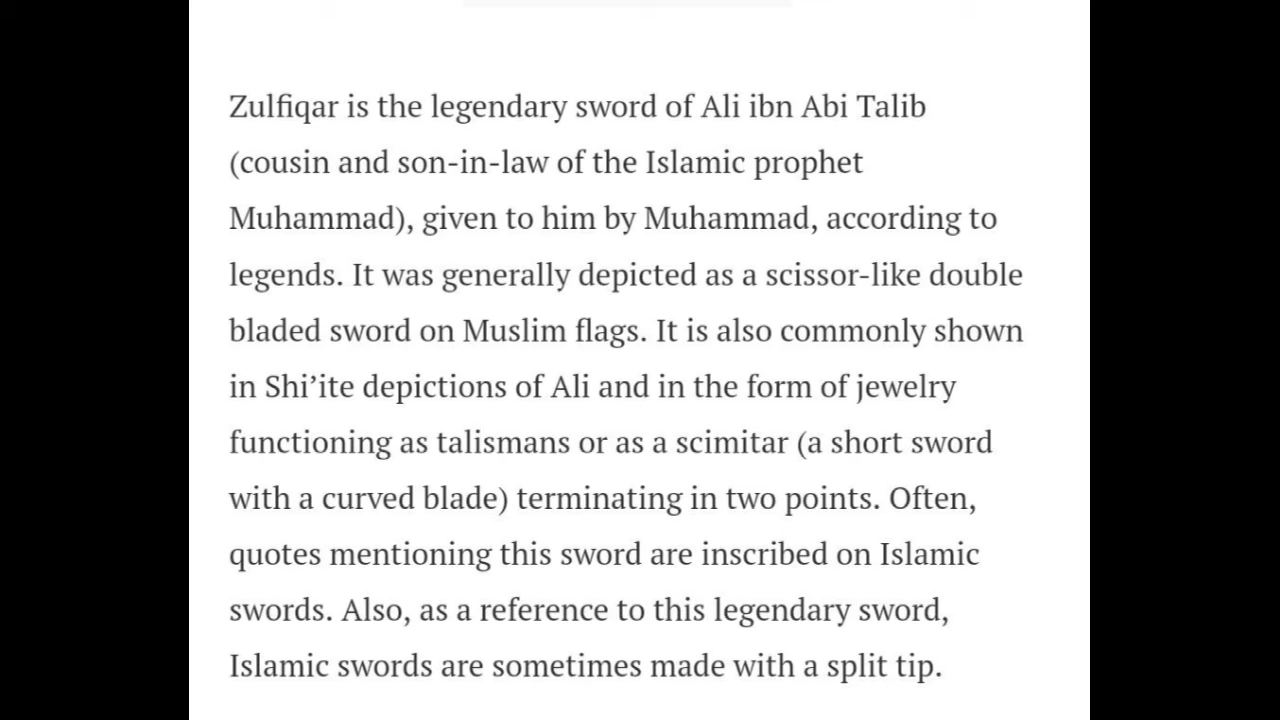 Zulfiqar is the legendary sword of Ali ibn Abi Talib
(cousin and son-in-law of the Islamic prophet
Muhammad), given to him by Muhammad, according to
legends. It was generally depicted as a scissor-like double
bladed sword on Muslim flags. It is also commonly shown
in Shi’ite depictions of Ali and in the form of jewelry
functioning as talismans or as a scimitar (a short sword
with a curved blade) terminating in two points. Often,
quotes mentioning this sword are inscribed on Islamic
swords. Also, as a reference to this legendary sword,
Islamic swords are sometimes made with a split tip.